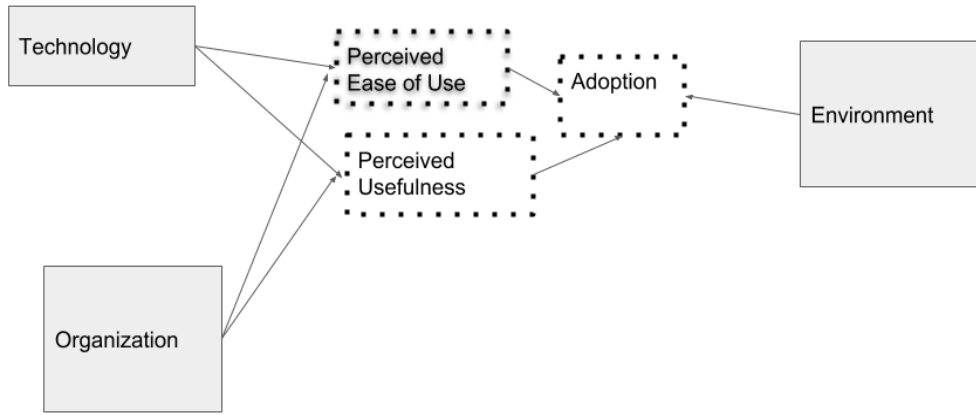 Technology
Perceived
Ease of Use
Adoption
Environment
Perceived
Usefulness
Organization